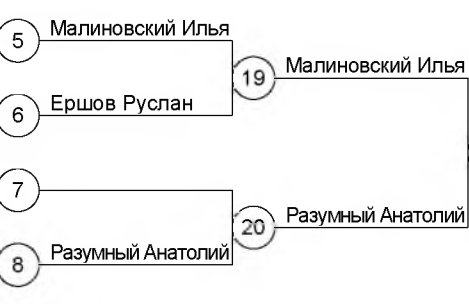 5 Малиновский Илья
19 Малиновский Илья
6 Ершов Руслан
7
20 Разумный Анатолий
8 Разумный Анатолий